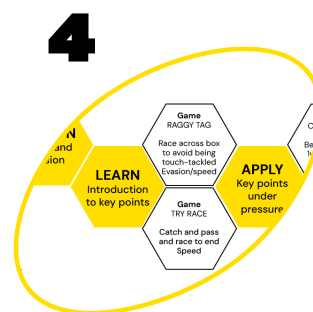 4
N
and
sion
LEARN
Introduction
to key points
Game
RAGGY TAG
Race across box
to avoid being
touch-tackled
Evasion/speed
Game
TRY RACE
Catch and pass
and race to end
Speed
APPLY
Key points
under
pressure
C
Be